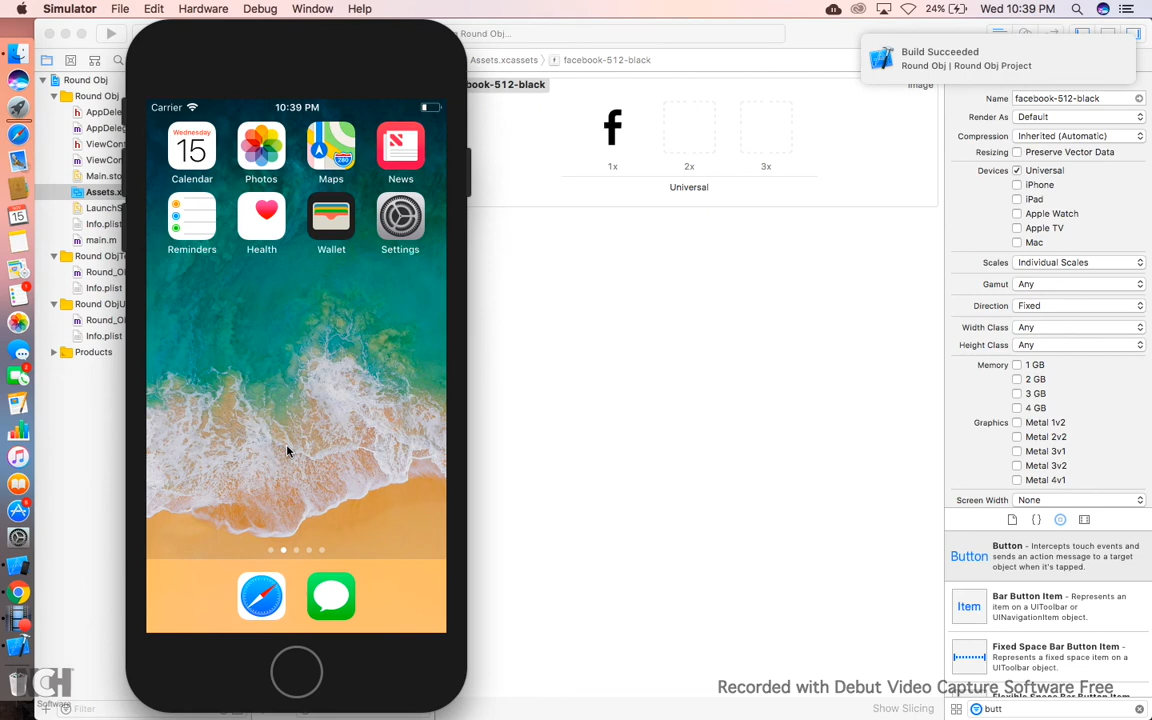 Simulator File Edit Hardware Debug Window Help
24% Wed 10:39 PM
Round Obj...
Build Succeeded
Round Obj | Round Obj Project
Assets.xcassets facebook-512-black
Round Obj
Round Obj
AppDele
AppDeleg
ViewCon
ViewCon
Main.sto
Assets.x
LaunchS
Info.plist
main.m
Round ObjTe
Round_Ob
Info.plist
Round ObjU
Round_Ob
Info.plist
Products
Filter
Carrier 10:39 PM
Wednesday
15
Calendar Photos Maps News
280
Reminders Health Wallet Settings
book-512-black
Image
1x 2x 3x
Universal
Show Slicing
Name facebook-512-black
Render As Default
Compression Inherited (Automatic)
Resizing Preserve Vector Data
Devices Universal
iPhone
iPad
Apple Watch
Apple TV
Mac
Scales Individual Scales
Gamut Any
Direction Fixed
Width Class Any
Height Class Any
Memory 1 GB
2 GB
3 GB
4 GB
Graphics Metal 1v2
Metal 2v2
Metal 3v1
Metal 3v2
Metal 4v1
Screen Width None
Button
Button - Intercepts touch events and
sends an action message to a target
object when it's tapped.
Item
Bar Button Item - Represents an
item on a UIToolbar or
UINavigationItem object.
Fixed Space Bar Button Item -
Represents a fixed space item on a
UIToolbar object.
butt
NCH
Software
Recorded with Debut Video Capture Software Free